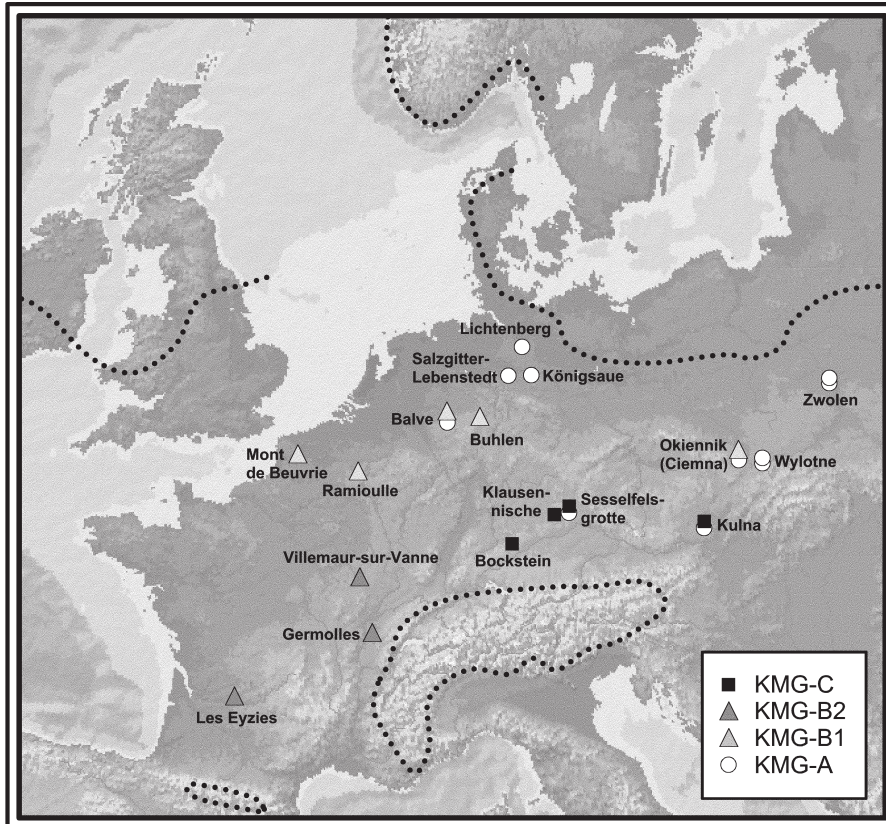 Lichtenberg
Salzgitter-
Lebenstedt
Königsaue
Zwolen
Balve
Buhlen
Okiennik
(Ciemna)
Wylotne
Mont
de Beuvrie
Ramioulle
Klausen-
nische
Sesselfels-
grotte
Kulna
Bockstein
Villemaur-sur-Vanne
Germolles
Les Eyzies
KMG-C
KMG-B2
KMG-B1
KMG-A